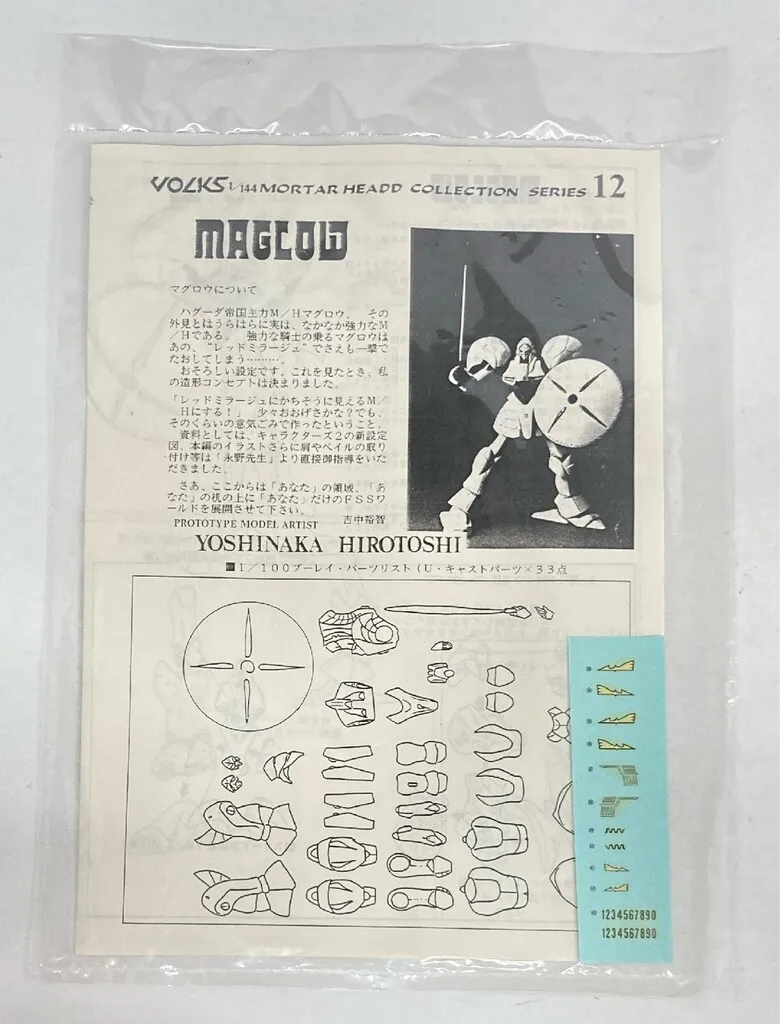 VOLKS 1/144 MORTAR HEADD COLLECTION SERIES 12
MAGLOW
マグロウについて
ハグーダ帝国主力M/Hマグロウ。 その
外見とはうらはらに実は、なかなか強力なM
/Hである。 強力な騎士の乗るマグロウは
あの、"レッドミラージュ"でさえも一撃で
たおしてしまう………。
おそろしい設定です。これを見たとき、私
の造形コンセプトは決まりました。
「レッドミラージュにかちそうに見えるM/
Hにする!」 少々おおげさかな?でも、
そのくらいの意気ごみで作ったということ。
資料としては、キャラクターズ2の新設定
図、本編のイラストさらに肩やベイルの取り
付け等は「永野先生」より直接御指導をいた
だきました。
さあ、ここからは「あなた」の領域、「あ
なた」の机の上に「あなた」だけのFSSワ
ールドを展開させて下さい。
吉中裕智
PROTOTYPE MODEL ARTIST
YOSHINAKA HIROTOSHI
■1/100ブーレイ・パーツリスト(U・キャストパーツ×33点
1234567890
1234567890